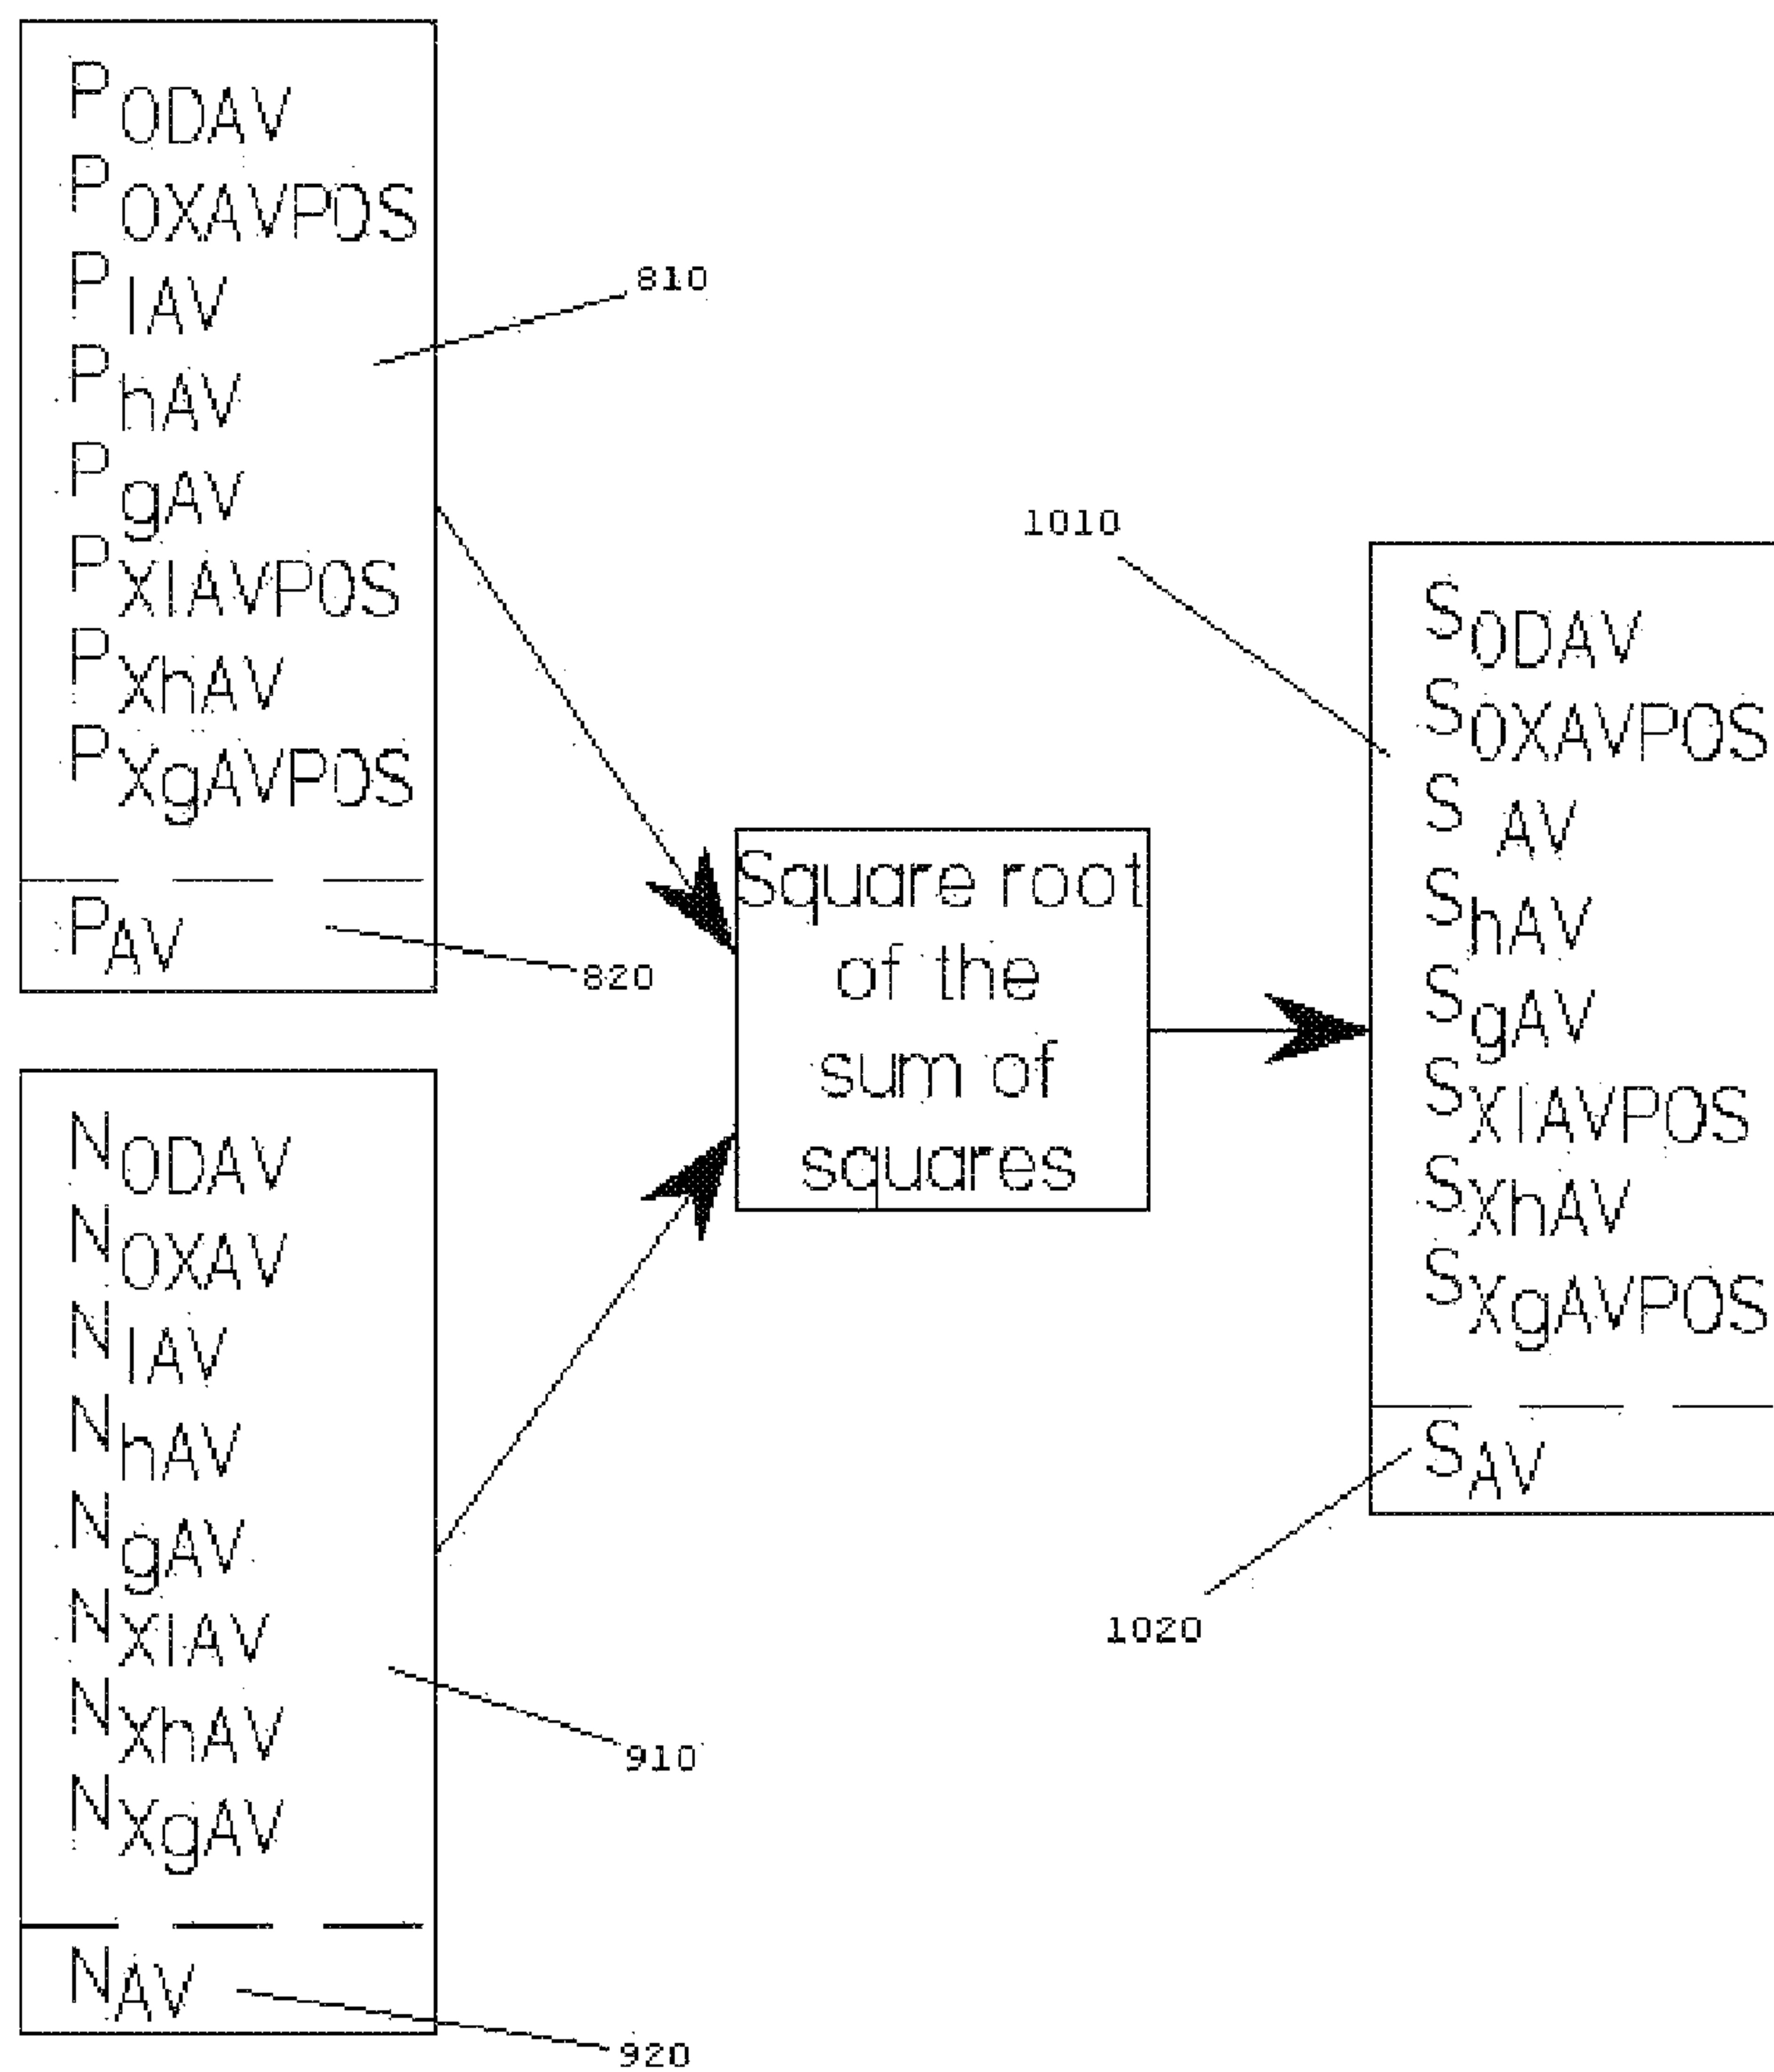 PODAV
POXAVPOS
PIAV
PhAV
PgAV
PXIAVPOS
PXhAV
PXgAVPOS
PAV
810
820
NODAV
NOXAV
NIAV
NhAV
NgAV
NXIAV
NXhAV
NXgAV
NAV
910
920
Square root
of the
sum of
squares
1010
SODAV
SOXAVPOS
S AV
ShAV
SgAV
SXIAVPOS
SXhAV
SXgAVPOS
SAV
1020